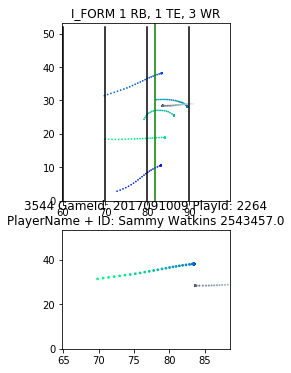 I_FORM 1 RB, 1 TE, 3 WR
50
40
30
20
10
0
60 70 80 90
3544 GameId: 2017091009 PlayId: 2264
PlayerName + ID: Sammy Watkins 2543457.0
40
20
0
65 70 75 80 85